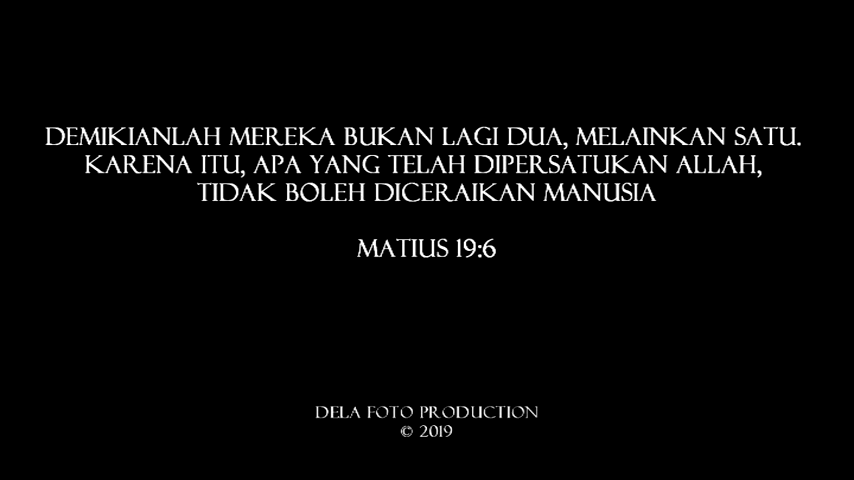 DEMIKIANLAH MEREKA BUKAN LAGI DUA, MELAINKAN SATU.
KARENA ITU, APA YANG TELAH DIPERSATUKAN ALLAH,
TIDAK BOLEH DICERAIKAN MANUSIA
MATIUS 19:6
DELA FOTO PRODUCTION
© 2019